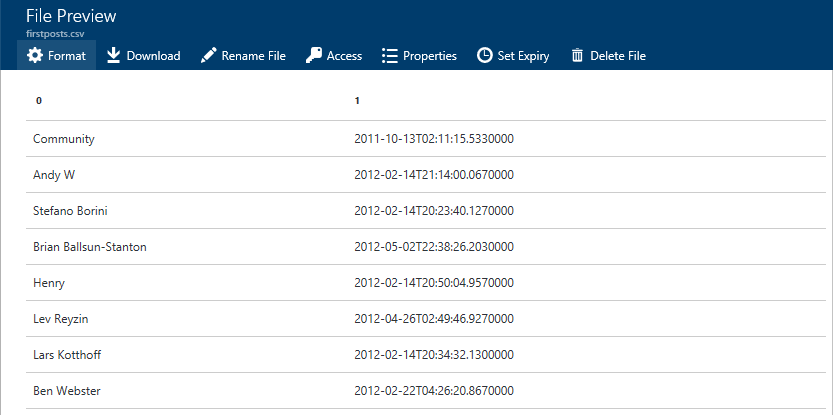 File Preview
firstposts.csv
Format Download Rename File Access Properties Set Expiry Delete File
0 1
Community 2011-10-13T02:11:15.5330000
Andy W 2012-02-14T21:14:00.0670000
Stefano Borini 2012-02-14T20:23:40.1270000
Brian Ballsun-Stanton 2012-05-02T22:38:26.2030000
Henry 2012-02-14T20:50:04.9570000
Lev Reyzin 2012-04-26T02:49:46.9270000
Lars Kotthoff 2012-02-14T20:34:32.1300000
Ben Webster 2012-02-22T04:26:20.8670000